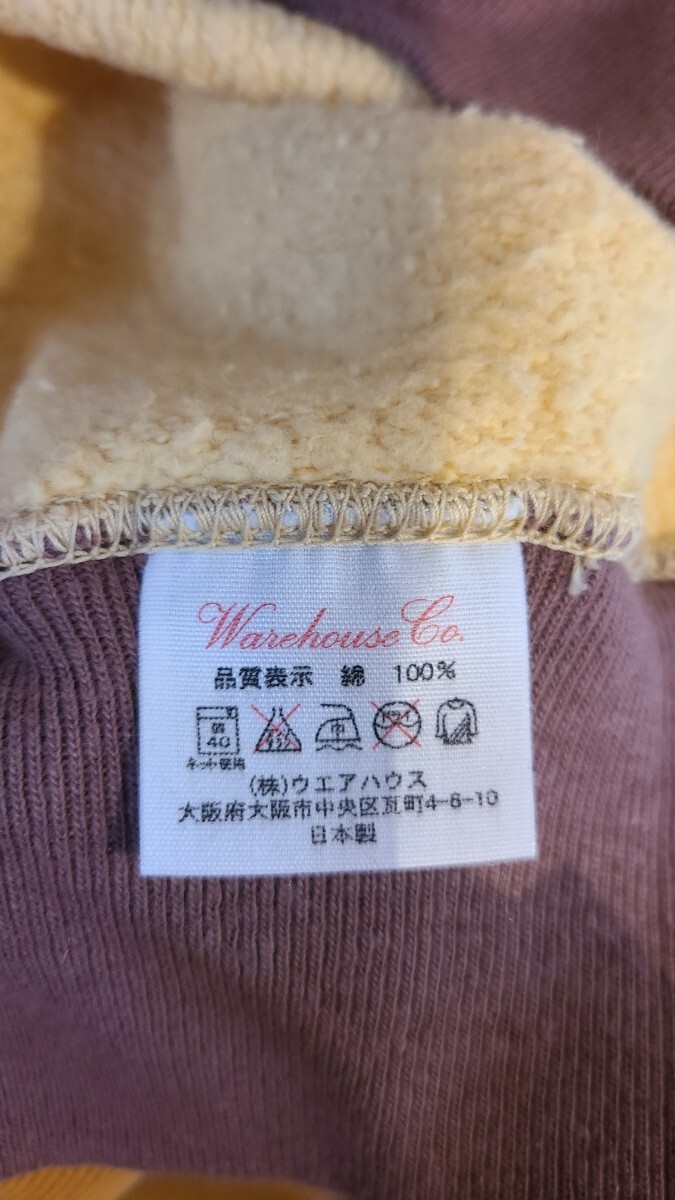 Warehouse Co.
品質表示 綿 100%
弱 40 中
ネット使用
(株)ウエアハウス
大阪府大阪市中央区瓦町4-6-10
日本製